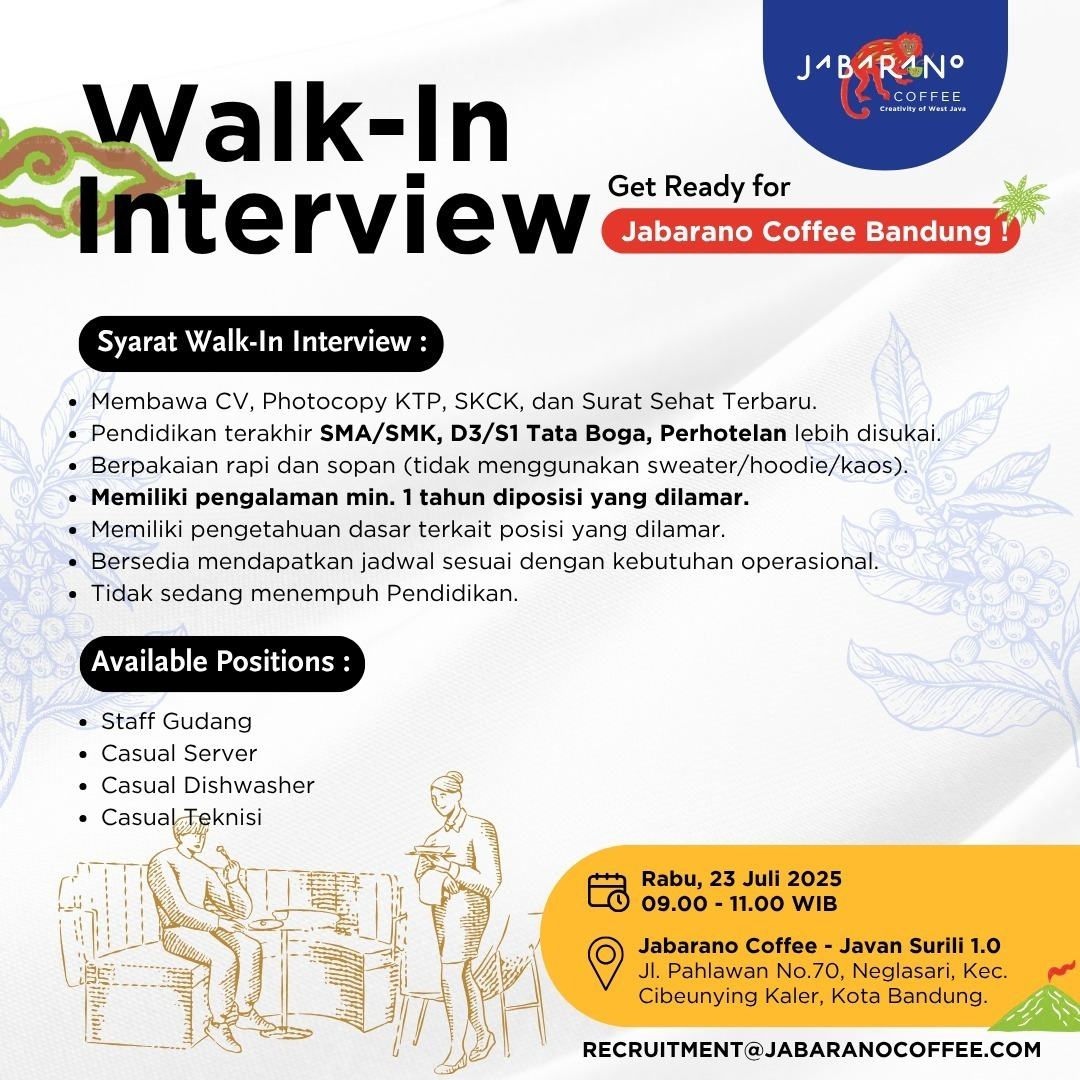 JABARANO
COFFEE
Creativity of West Java
Walk-In
Interview
Get Ready for
Jabarano Coffee Bandung !
Syarat Walk-In Interview :
• Membawa CV, Photocopy KTP, SKCK, dan Surat Sehat Terbaru.
• Pendidikan terakhir SMA/SMK, D3/S1 Tata Boga, Perhotelan lebih disukai.
• Berpakaian rapi dan sopan (tidak menggunakan sweater/hoodie/kaos).
• Memiliki pengalaman min. 1 tahun diposisi yang dilamar.
• Memiliki pengetahuan dasar terkait posisi yang dilamar.
• Bersedia mendapatkan jadwal sesuai dengan kebutuhan operasional.
• Tidak sedang menempuh Pendidikan.
Available Positions :
• Staff Gudang
• Casual Server
• Casual Dishwasher
• Casual Teknisi
Rabu, 23 Juli 2025
09.00 - 11.00 WIB
Jabarano Coffee - Javan Surili 1.0
Jl. Pahlawan No.70, Neglasari, Kec.
Cibeunying Kaler, Kota Bandung.
RECRUITMENT@JABARANOCOFFEE.COM